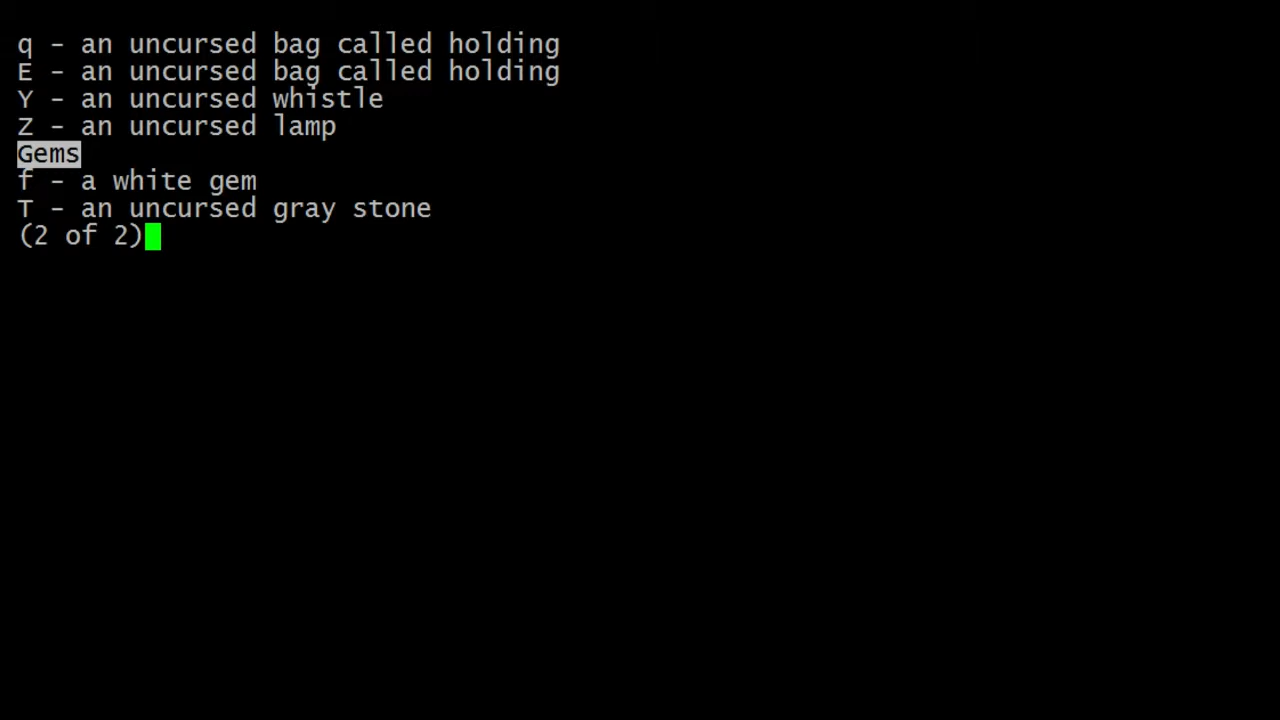 q - an uncursed bag called holding
E - an uncursed bag called holding
Y - an uncursed whistle
Z - an uncursed lamp
Gems
f - a white gem
T - an uncursed gray stone
(2 of 2)